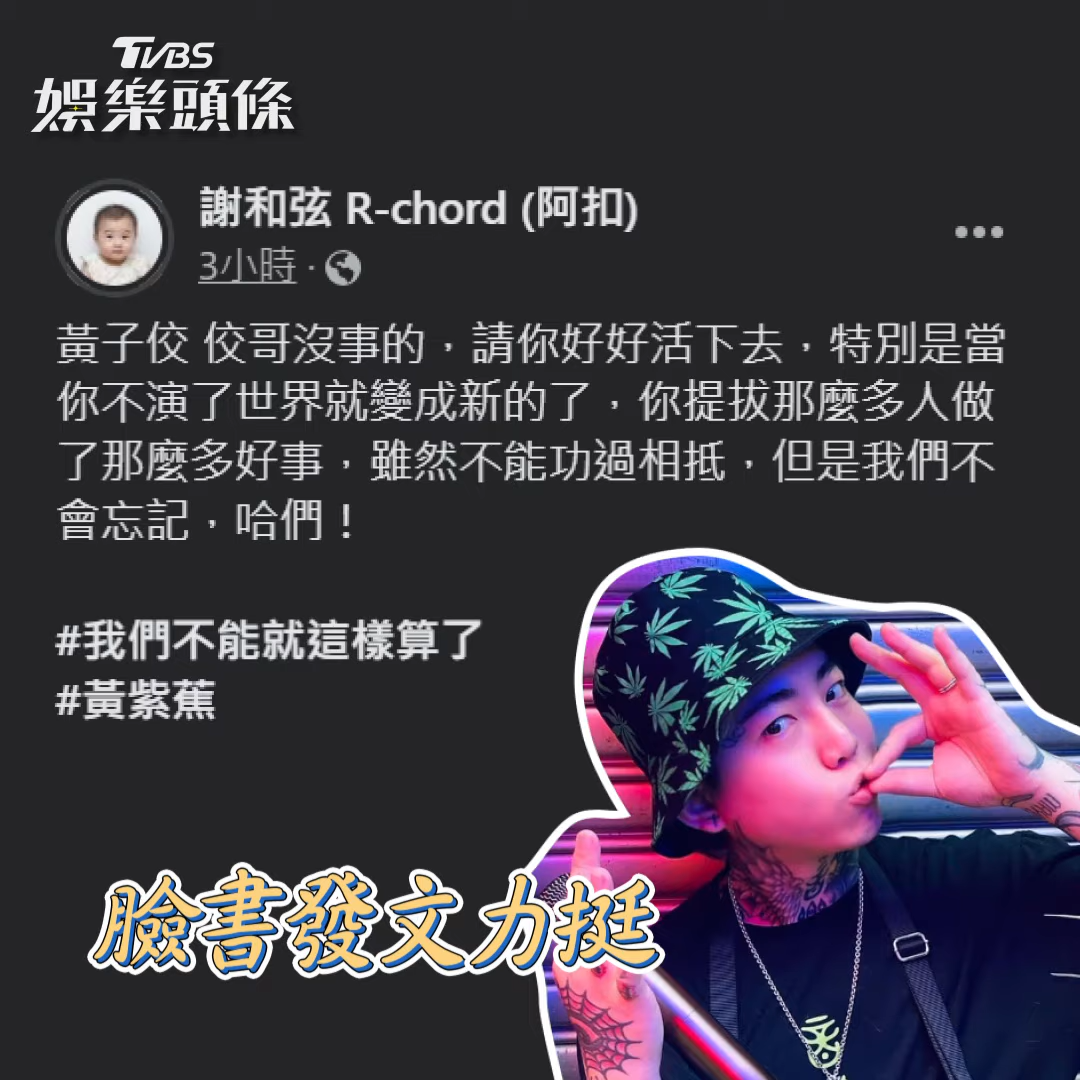 TVBS
娛樂頭條
謝和弦 R-chord (阿扣)
3小時 ·
黃子佼 佼哥沒事的，請你好好活下去，特別是當
你不演了世界就變成新的了，你提拔那麼多人做
了那麼多好事，雖然不能功過相抵，但是我們不
會忘記，哈們！
#我們不能就這樣算了
#黃紫蕉
臉書發文力挺